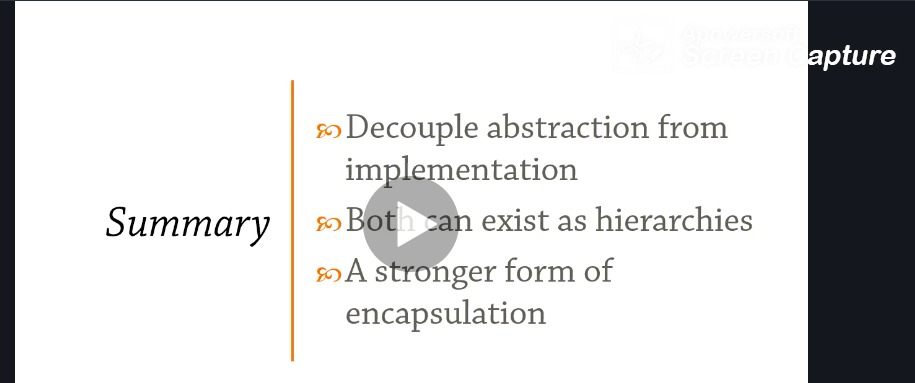 Apowersoft
Screen Capture
Decouple abstraction from
implementation
Summary
Both can exist as hierarchies
A stronger form of
encapsulation